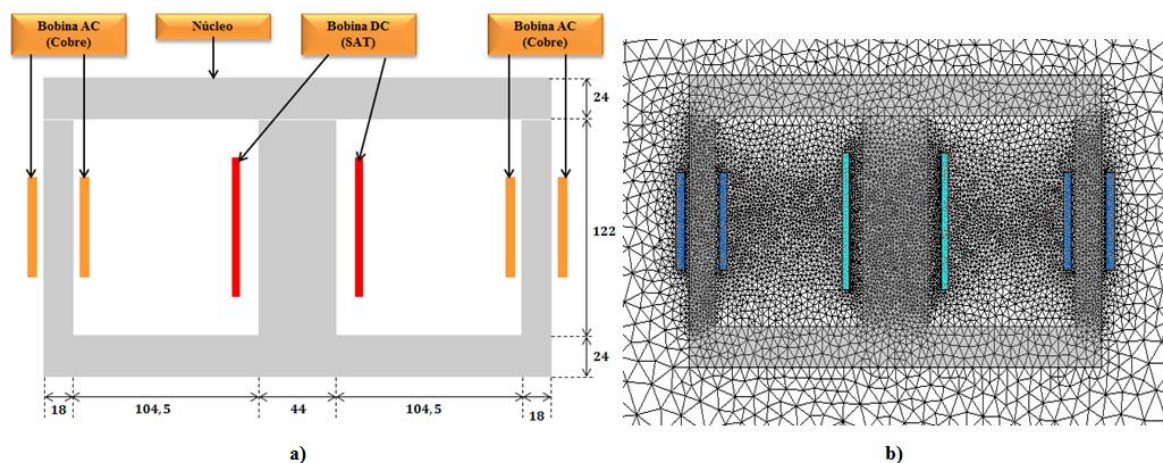 Bobina AC
(Cobre)
Núcleo
Bobina DC
(SAT)
Bobina AC
(Cobre)
24
122
24
18
104,5
44
104,5
18
a)
b)